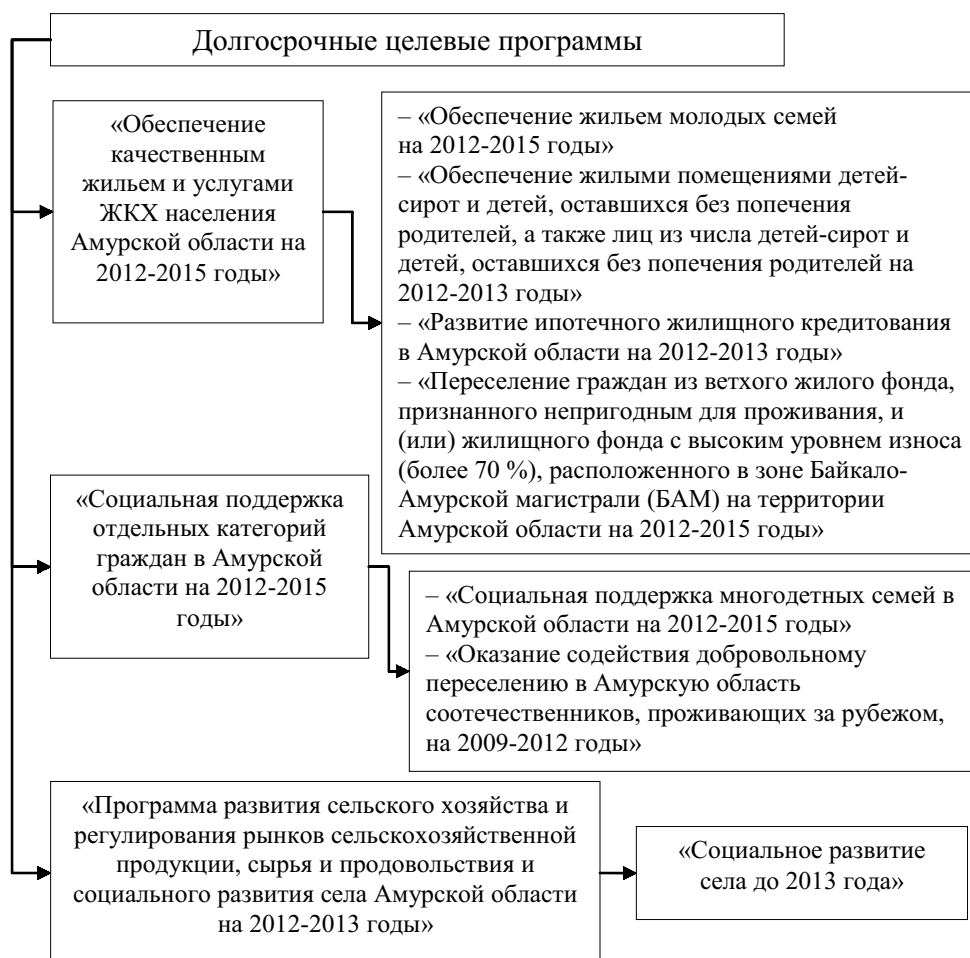 Долгосрочные целевые программы
«Обеспечение
качественным
жильем и услугами
ЖКХ населения
Амурской области на
2012-2015 годы»
– «Обеспечение жильем молодых семей
на 2012-2015 годы»
– «Обеспечение жилыми помещениями детей-
сирот и детей, оставшихся без попечения
родителей, а также лиц из числа детей-сирот и
детей, оставшихся без попечения родителей на
2012-2013 годы»
– «Развитие ипотечного жилищного кредитования
в Амурской области на 2012-2013 годы»
– «Переселение граждан из ветхого жилого фонда,
признанного непригодным для проживания, и
(или) жилищного фонда с высоким уровнем износа
(более 70 %), расположенного в зоне Байкало-
Амурской магистрали (БАМ) на территории
Амурской области на 2012-2015 годы»
«Социальная поддержка
отдельных категорий
граждан в Амурской
области на 2012-2015
годы»
– «Социальная поддержка многодетных семей в
Амурской области на 2012-2015 годы»
– «Оказание содействия добровольному
переселению в Амурскую область
соотечественников, проживающих за рубежом,
на 2009-2012 годы»
«Программа развития сельского хозяйства и
регулирования рынков сельскохозяйственной
продукции, сырья и продовольствия и
социального развития села Амурской области
на 2012-2013 годы»
«Социальное развитие
села до 2013 года»